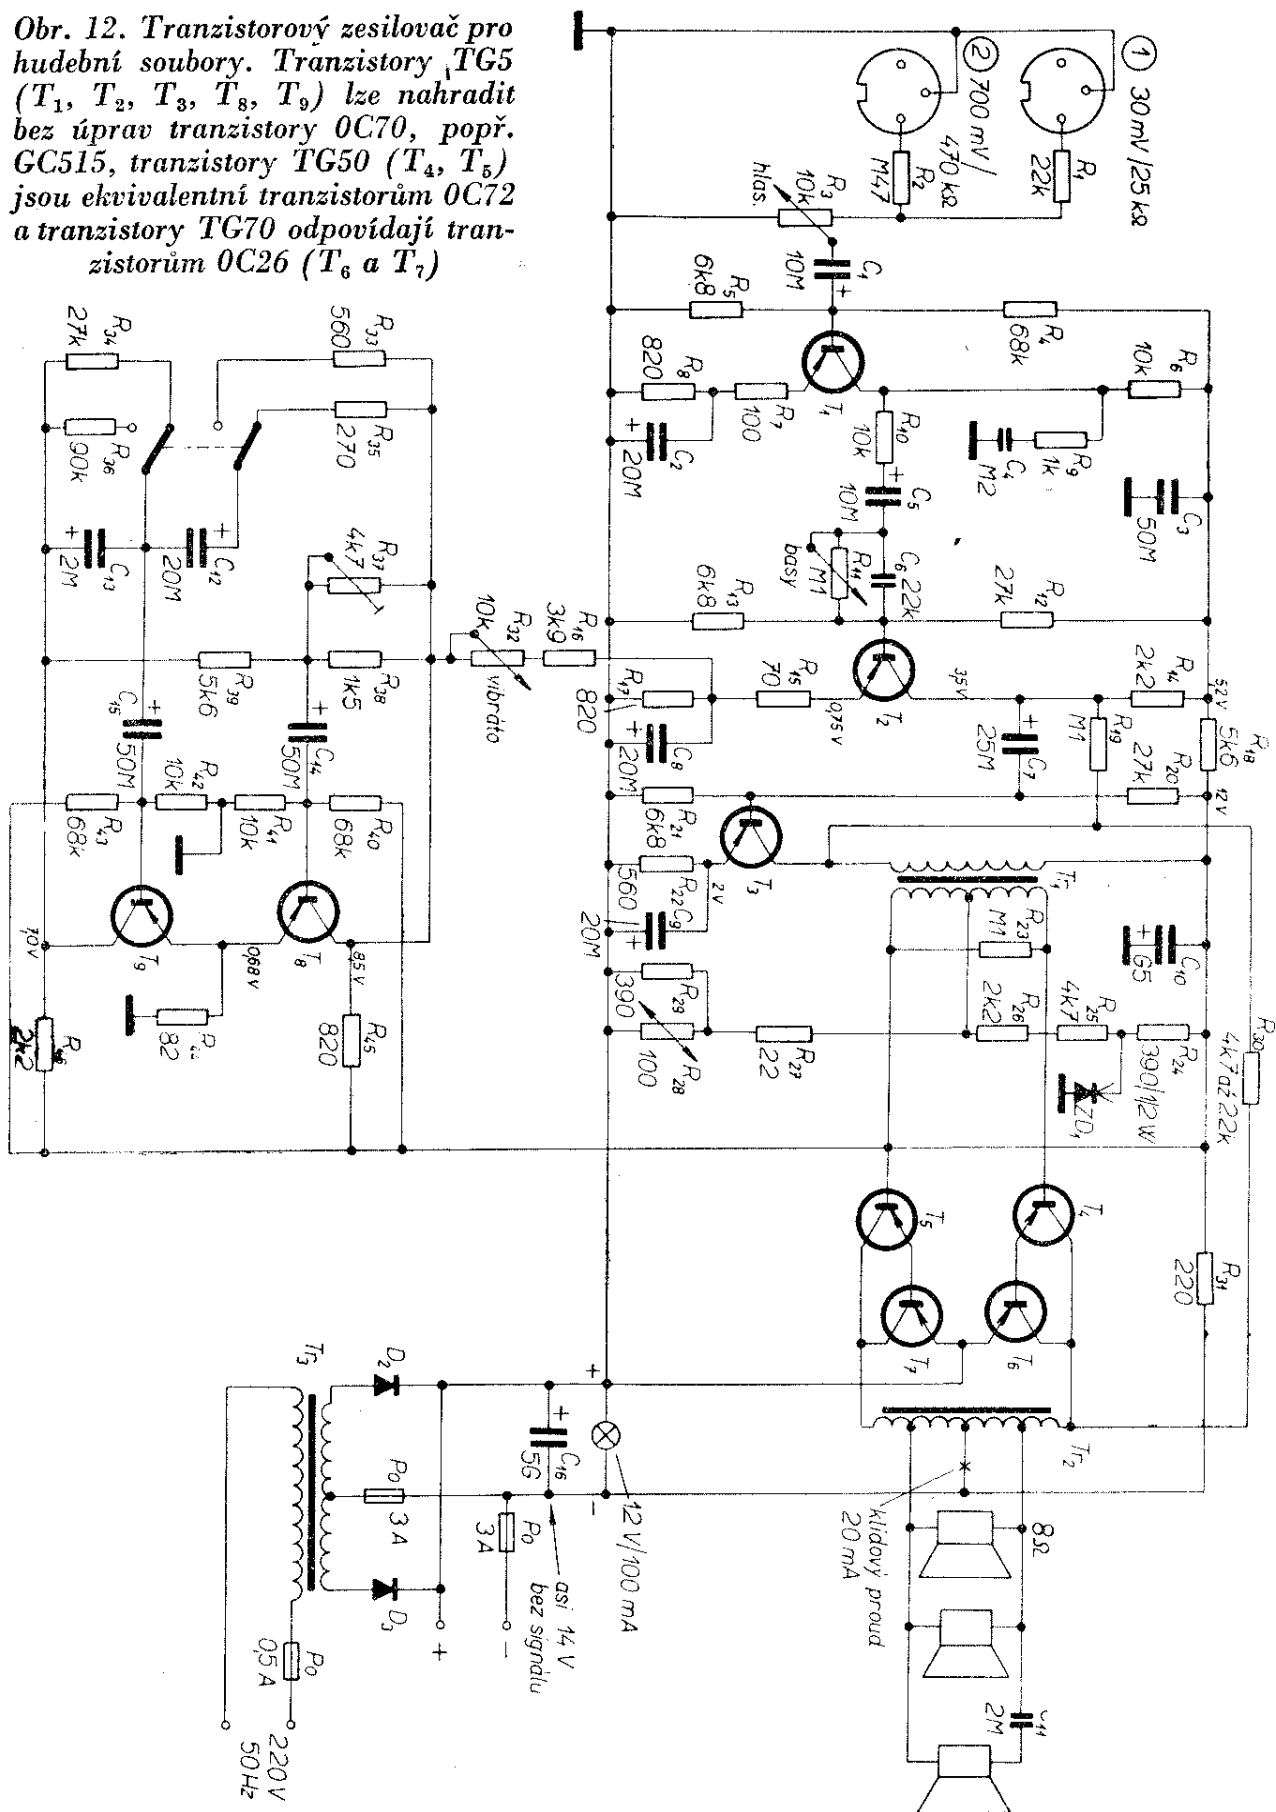 Obr. 12. Tranzistorový zesilovač pro
hudební soubory. Tranzistory TG5
(T₁, T₂, T₃, T₈, T₉) lze nahradit
bez úprav tranzistory 0C70, popř.
GC515, tranzistory TG50 (T₄, T₅)
jsou ekvivalentní tranzistorům 0C72
a tranzistory TG70 odpovídají tran-
zistorům 0C26 (T₆ a T₇)
1 30 mV/25 kΩ
2 700 mV/
470 kΩ
R₁
22k
R₂
M47
R₃
10k
hlas.
C₁
10M
R₅
6k8
R₄
68k
R₆
10k
R₈
820
R₇
100
T₁
C₂
20M
R₁₀
10k
R₉
1k
C₄
M2
C₃
50M
C₅
10M
R₁₁
M1
basy
C₆ 22k
R₁₃
6k8
R₁₂
27k
R₁₆
3k9
R₃₂
10k
vibráto
R₁₇
820
R₁₅
70
0,75 V
T₂
3,5 V
R₁₄
2k2
5,2 V
C₈
20M
C₇
25M
R₁₉
M1
R₁₈
5k6
R₂₀
27k
12 V
R₂₁
6k8
T₃
R₂₂
560
2 V
C₉
20M
Tr₁
R₂₃
M1
C₁₀
G5
R₂₉
390
R₂₈
100
R₂₇
22
R₂₆
2k2
R₂₅
4k7
R₂₄
390/1/2 W
ZD₁
R₃₀
4k7 až 22k
R₃₁
220
T₅
T₄
T₇
T₆
Tr₂
klidový proud
20 mA
8Ω
2M
R₃₄
27k
R₃₃
560
R₃₆
90k
R₃₅
270
C₁₃
2M
C₁₂
20M
R₃₇
4k7
R₃₉
5k6
R₃₈
1k5
C₁₅
50M
C₁₄
50M
R₄₃
68k
R₄₂
10k
R₄₁
10k
R₄₀
68k
T₉
T₈
7,0 V
0,68 V
8,5 V
2k2
82
R₄₅
820
Tr₃
D₂
D₃
Po
3 A
Po
3 A
Po
0,5 A
C₁₆
5G
+
−
12 V/100 mA
asi 14 V
bez signálu
+
−
220 V
50 Hz